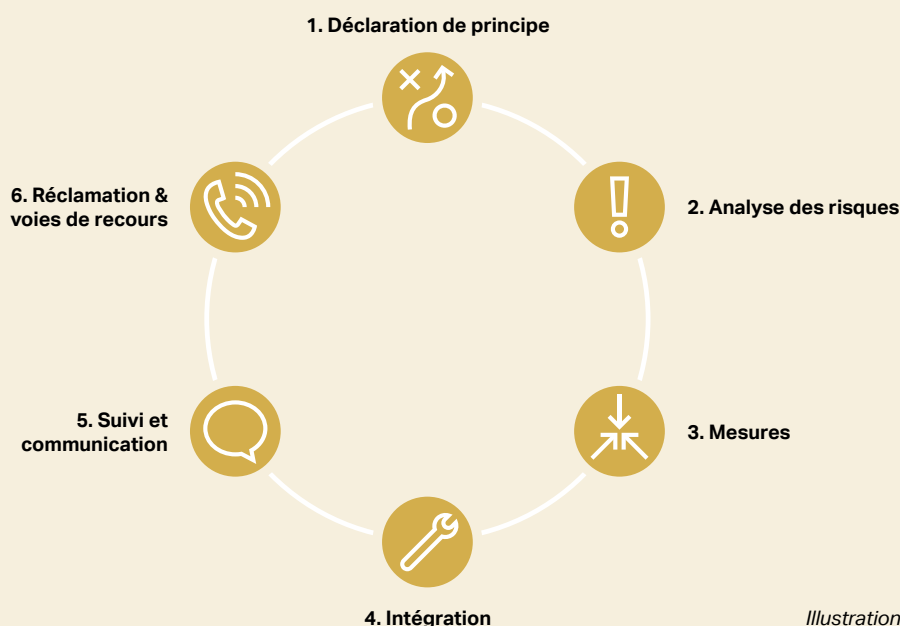 1. Déclaration de principe
2. Analyse des risques
3. Mesures
4. Intégration
5. Suivi et
communication
6. Réclamation &
voies de recours
Illustration